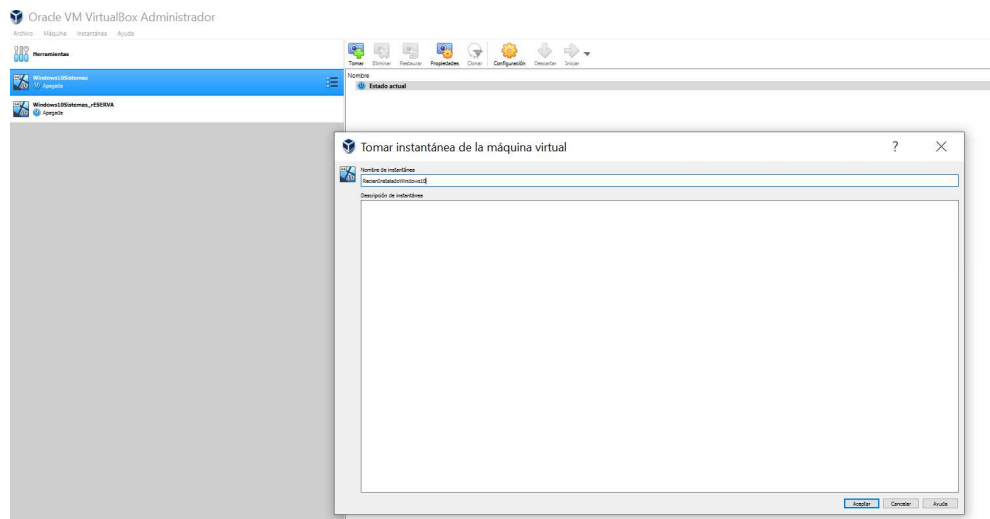 Oracle VM VirtualBox Administrador
Archivo Máquina Instantánea Ayuda
Herramientas
Tomar Eliminar Restaurar Propiedades Clonar Configuración Descartar Iniciar
Windows10Sistemas
Apagada
Nombre
Estado actual
Windows10Sistemas_rESERVA
Apagada
Tomar instantánea de la máquina virtual
Nombre de instantánea
RecienInstaladoWindows10
Descripción de instantánea
Aceptar Cancelar Ayuda